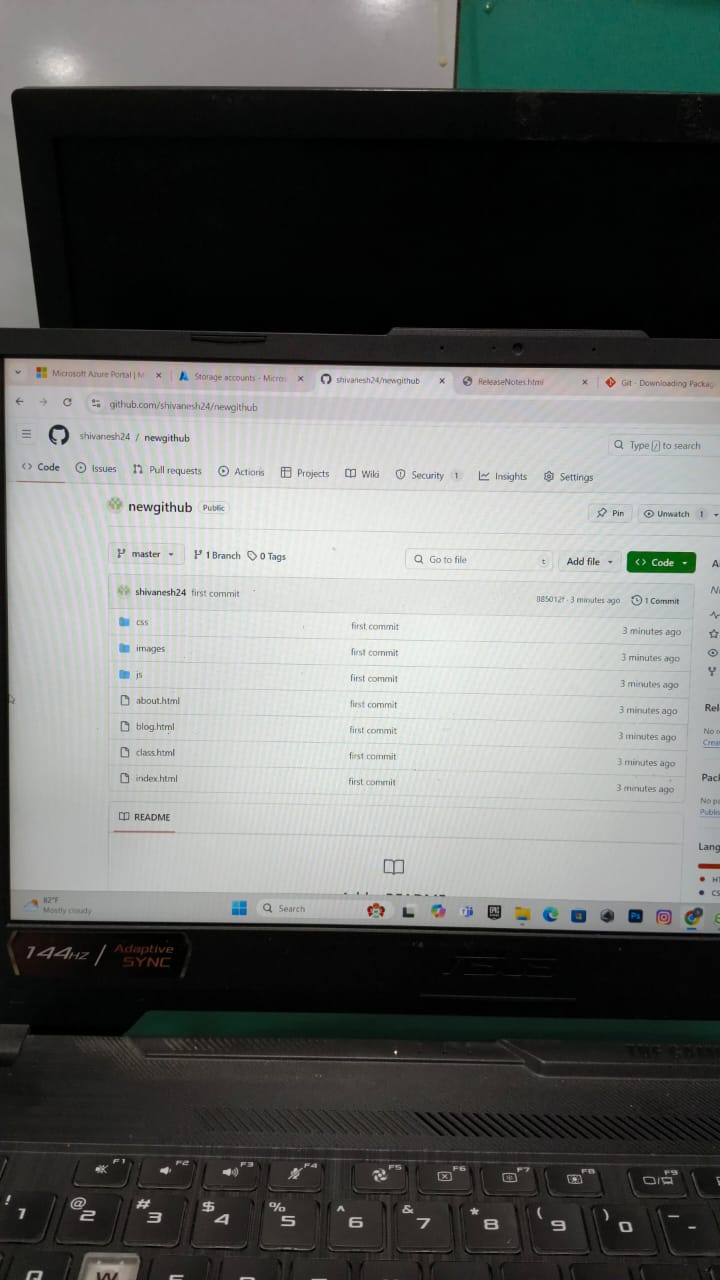 Microsoft Azure Portal | M
Storage accounts - Micros
shivanesh24/newgithub
ReleaseNotes.html
Git - Downloading Packag
github.com/shivanesh24/newgithub
shivanesh24 / newgithub
Type / to search
Code
Issues
Pull requests
Actions
Projects
Wiki
Security 1
Insights
Settings
newgithub Public
Pin
Unwatch 1
master
1 Branch
0 Tags
Go to file t
Add file
Code
shivanesh24 first commit
885012f · 3 minutes ago
1 Commit
css first commit 3 minutes ago
images first commit 3 minutes ago
js first commit 3 minutes ago
about.html first commit 3 minutes ago
blog.html first commit 3 minutes ago
class.html first commit 3 minutes ago
index.html first commit 3 minutes ago
README
Rel
No r
Crea
Pac
No pa
Publis
Lang
HT
CS
82°F
Mostly cloudy
Search
144Hz / Adaptive
SYNC
ASUS
F1 F2 F3 F4 F5 F6 F7 F8 F9
! 1 @ 2 # 3 $ 4 % 5 ^ 6 & 7 * 8 ( 9 ) 0 _ -
W